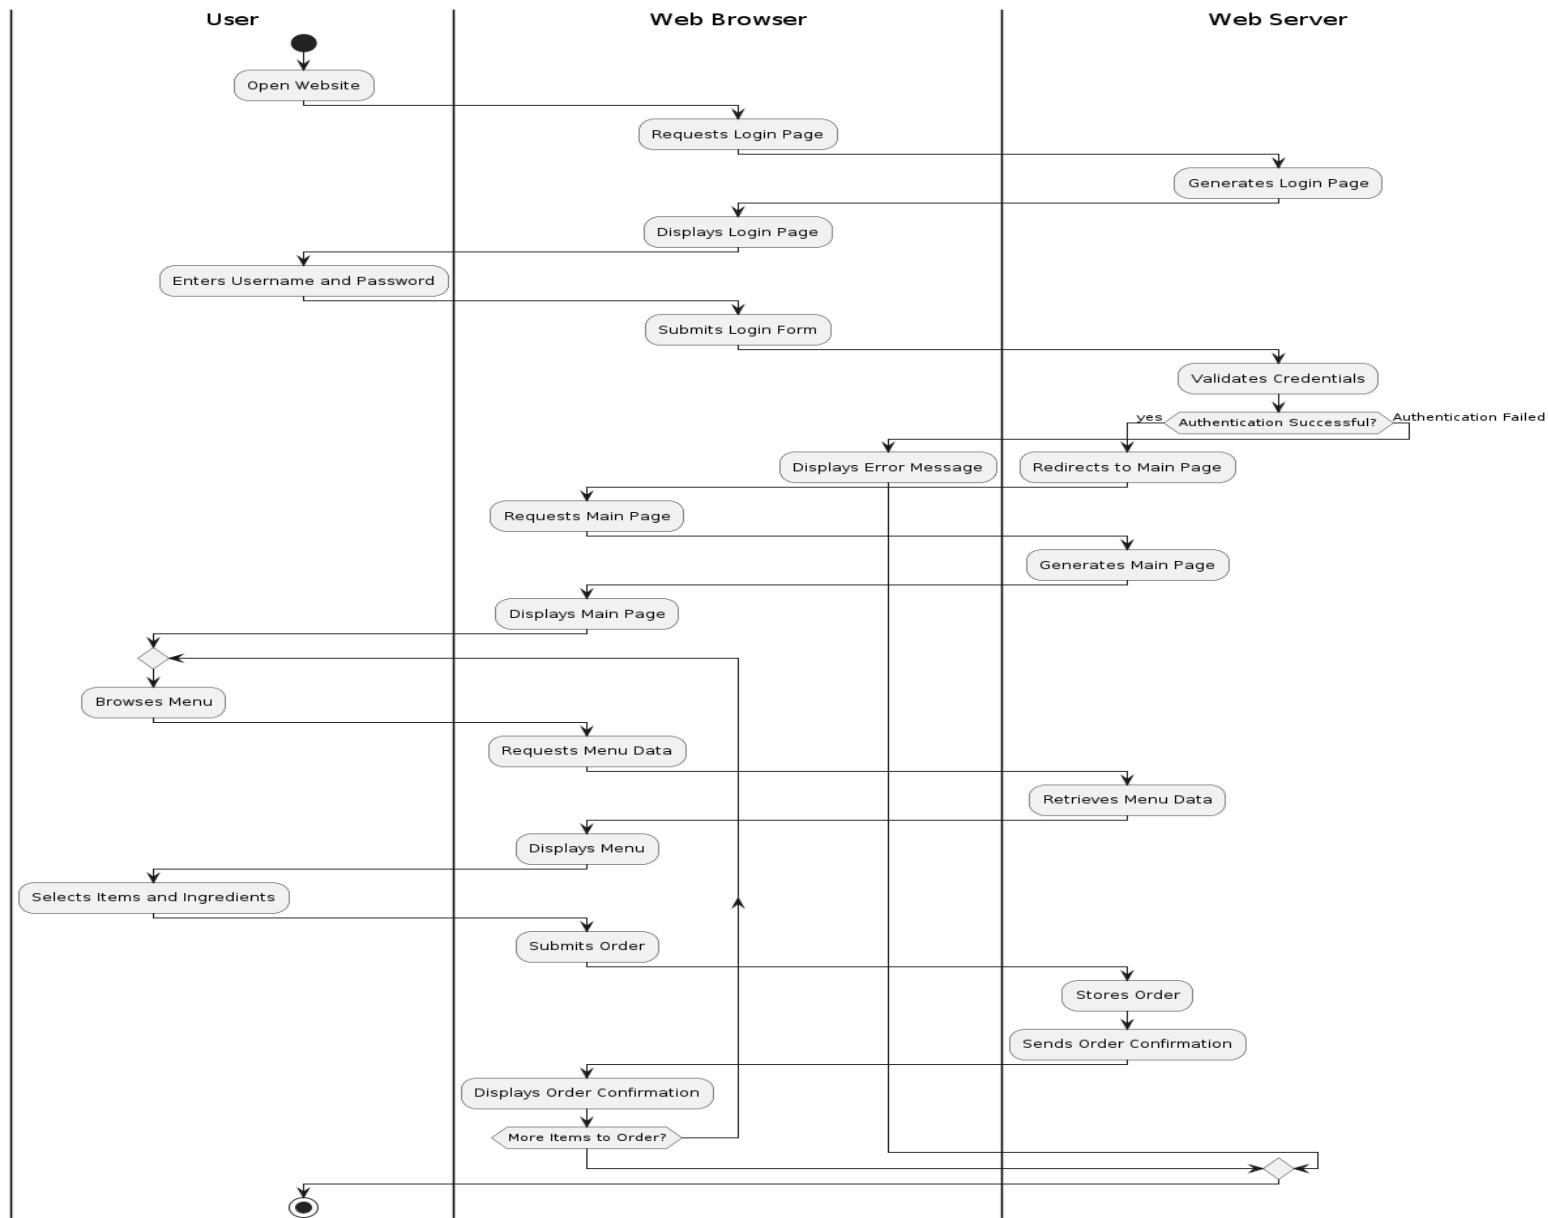 User
Web Browser
Web Server
Open Website
Requests Login Page
Generates Login Page
Displays Login Page
Enters Username and Password
Submits Login Form
Validates Credentials
yes
Authentication Successful?
Authentication Failed
Displays Error Message
Redirects to Main Page
Requests Main Page
Generates Main Page
Displays Main Page
Browses Menu
Requests Menu Data
Retrieves Menu Data
Displays Menu
Selects Items and Ingredients
Submits Order
Stores Order
Sends Order Confirmation
Displays Order Confirmation
More Items to Order?